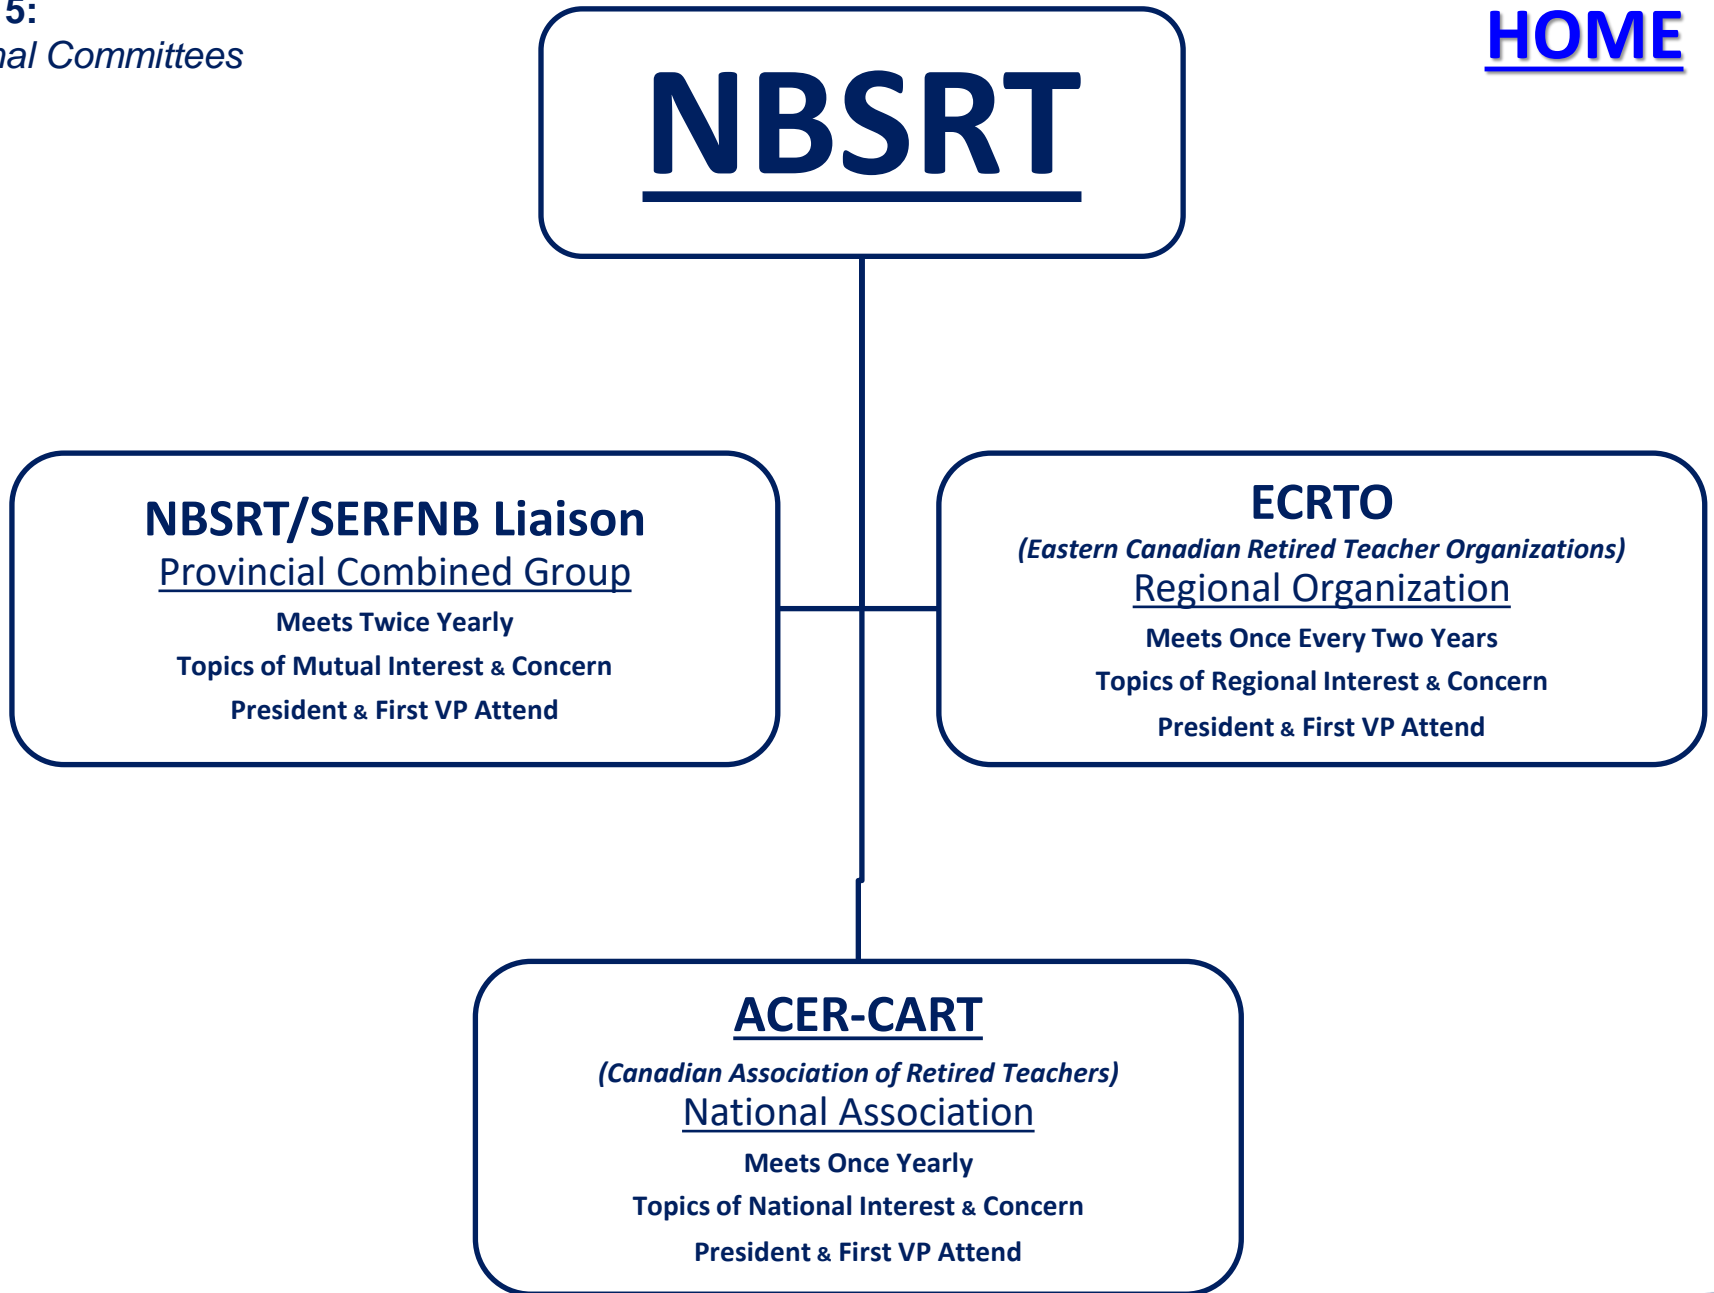 5:
nal Committees
HOME
NBSRT
NBSRT/SERFNB Liaison
Provincial Combined Group
Meets Twice Yearly
Topics of Mutual Interest & Concern
President & First VP Attend
ECRTO
(Eastern Canadian Retired Teacher Organizations)
Regional Organization
Meets Once Every Two Years
Topics of Regional Interest & Concern
President & First VP Attend
ACER-CART
(Canadian Association of Retired Teachers)
National Association
Meets Once Yearly
Topics of National Interest & Concern
President & First VP Attend